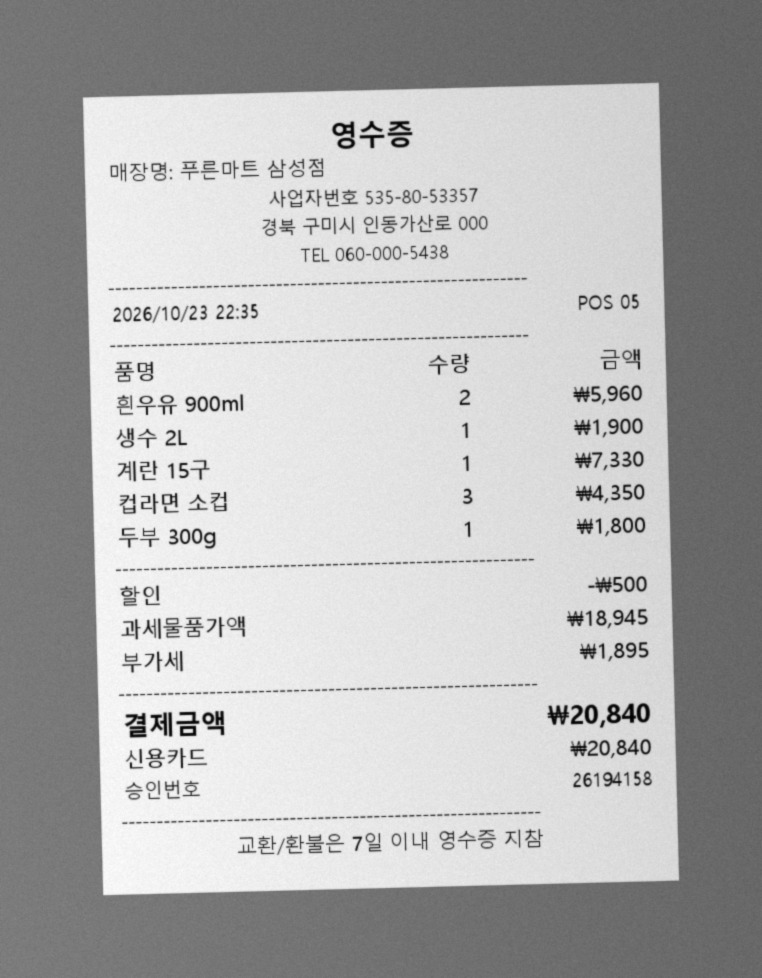 영수증
매장명: 푸른마트 삼성점
사업자번호 535-80-53357
경북 구미시 인동가산로 000
TEL 060-000-5438
------------------------------------------------------------
2026/10/23 22:35 POS 05
------------------------------------------------------------
품명 수량 금액
흰우유 900ml 2 ₩5,960
생수 2L 1 ₩1,900
계란 15구 1 ₩7,330
컵라면 소컵 3 ₩4,350
두부 300g 1 ₩1,800
------------------------------------------------------------
할인 -₩500
과세물품가액 ₩18,945
부가세 ₩1,895
------------------------------------------------------------
결제금액 ₩20,840
신용카드 ₩20,840
승인번호 26194158
------------------------------------------------------------
교환/환불은 7일 이내 영수증 지참